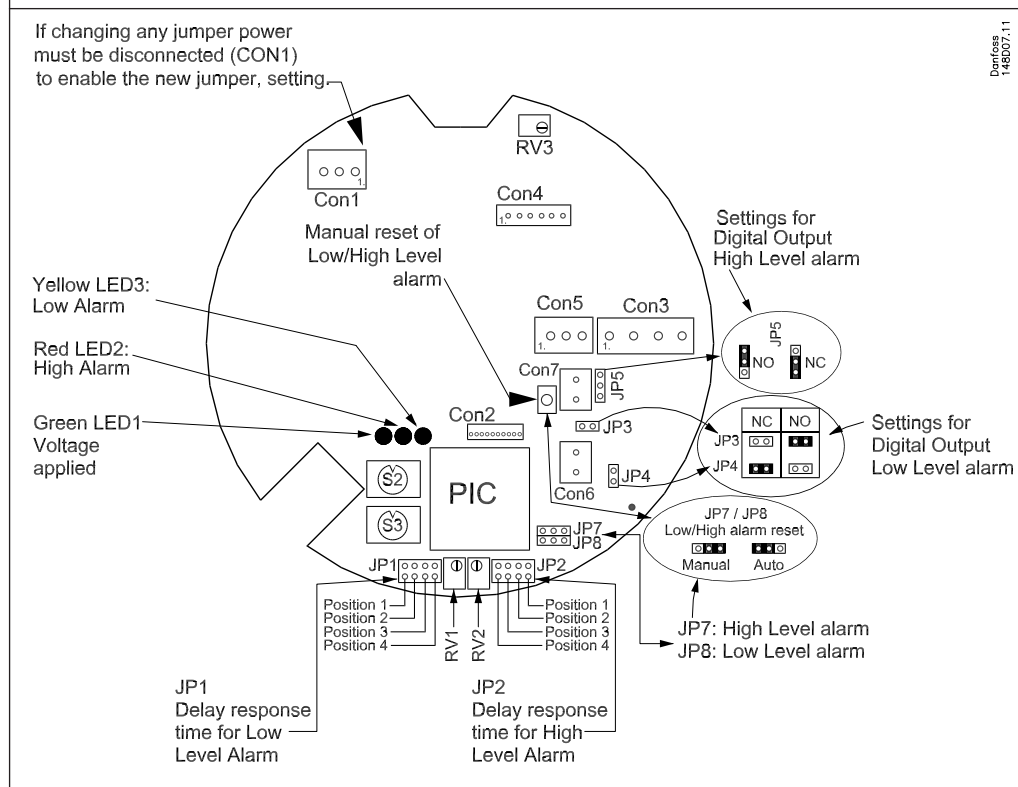 If changing any jumper power
must be disconnected (CON1)
to enable the new jumper, setting.
Danfoss
148D07.11
RV3
1.
Con1
Con4
1.
Manual reset of
Low/High Level
alarm
Settings for
Digital Output
High Level alarm
Yellow LED3:
Low Alarm
Con5
Con3
1.
1.
JP5
NO
NC
Red LED2:
High Alarm
Con7
JP5
Green LED1
Voltage
applied
Con2
JP3
NC
NO
JP3
JP4
Settings for
Digital Output
Low Level alarm
S2
PIC
Con6
JP4
S3
JP7
JP8
JP7 / JP8
Low/High alarm reset
Manual
Auto
JP1
JP2
Position 1
Position 2
Position 3
Position 4
RV1
RV2
Position 1
Position 2
Position 3
Position 4
JP7: High Level alarm
JP8: Low Level alarm
JP1
Delay response
time for Low
Level Alarm
JP2
Delay response
time for High
Level Alarm